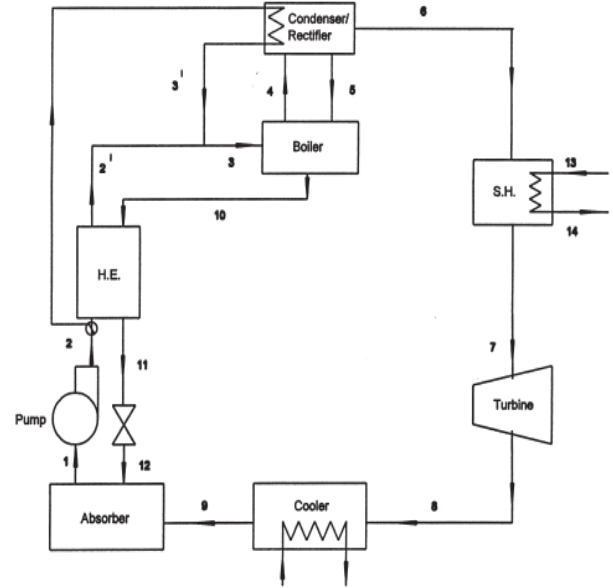 6
Condenser/
Rectifier
3'
4
5
13
Boiler
2'
3
S.H.
10
14
H.E.
2
11
7
Pump
Turbine
1
12
9
Cooler
8
Absorber